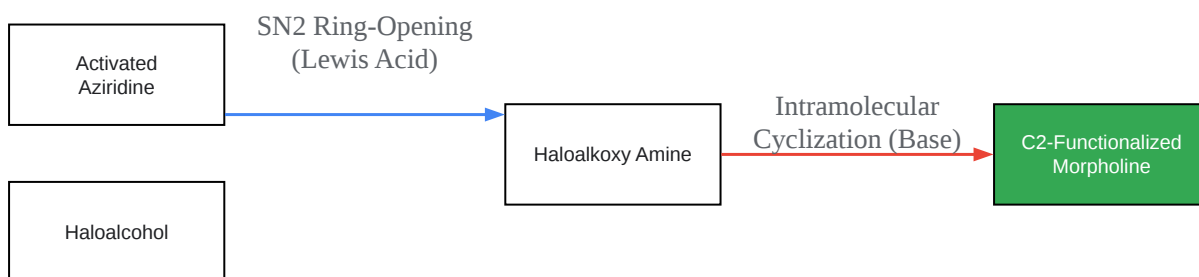 SN2 Ring-Opening
(Lewis Acid)
Activated
Aziridine
Haloalkoxy Amine
Intramolecular
Cyclization (Base)
C2-Functionalized
Morpholine
Haloalcohol